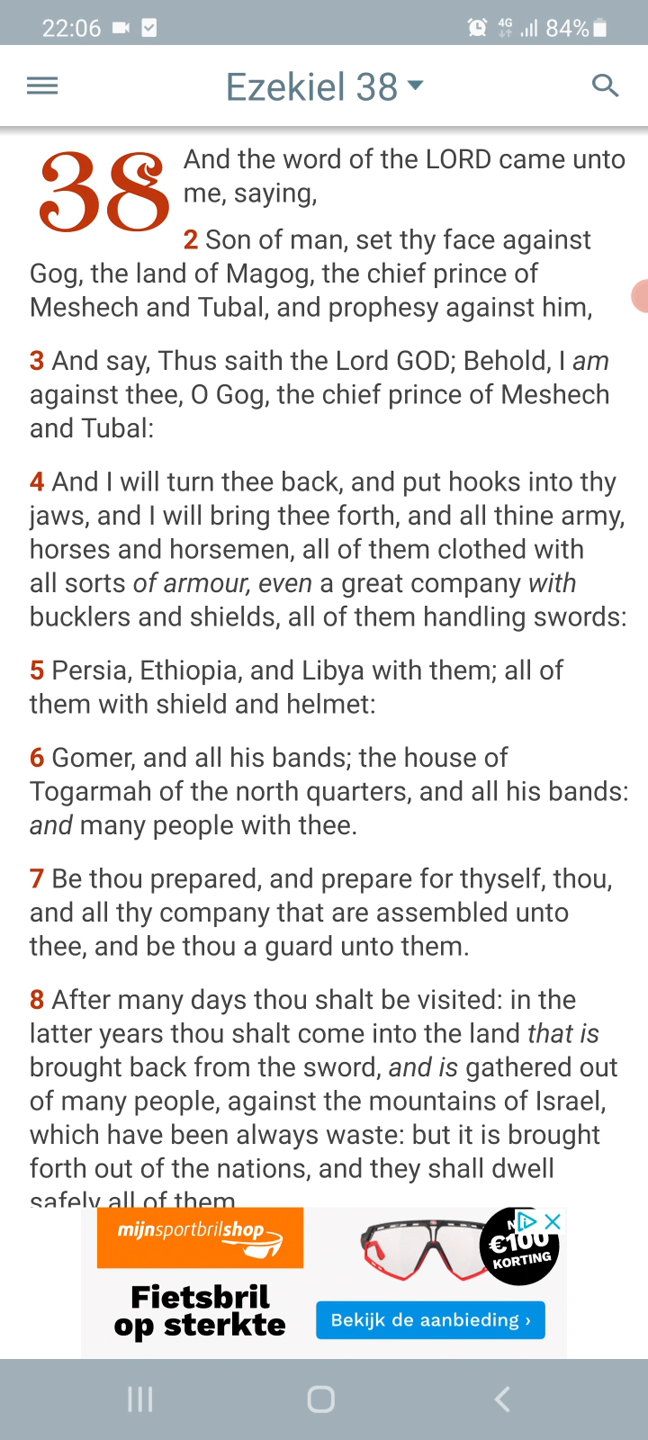 22:06
4G
84%
Ezekiel 38
38 And the word of the LORD came unto
me, saying,
2 Son of man, set thy face against
Gog, the land of Magog, the chief prince of
Meshech and Tubal, and prophesy against him,
3 And say, Thus saith the Lord GOD; Behold, I am
against thee, O Gog, the chief prince of Meshech
and Tubal:
4 And I will turn thee back, and put hooks into thy
jaws, and I will bring thee forth, and all thine army,
horses and horsemen, all of them clothed with
all sorts of armour, even a great company with
bucklers and shields, all of them handling swords:
5 Persia, Ethiopia, and Libya with them; all of
them with shield and helmet:
6 Gomer, and all his bands; the house of
Togarmah of the north quarters, and all his bands:
and many people with thee.
7 Be thou prepared, and prepare for thyself, thou,
and all thy company that are assembled unto
thee, and be thou a guard unto them.
8 After many days thou shalt be visited: in the
latter years thou shalt come into the land that is
brought back from the sword, and is gathered out
of many people, against the mountains of Israel,
which have been always waste: but it is brought
forth out of the nations, and they shall dwell
safely all of them
mijnsportbrilshop
Fietsbril
op sterkte
€100
KORTING
Bekijk de aanbieding ›